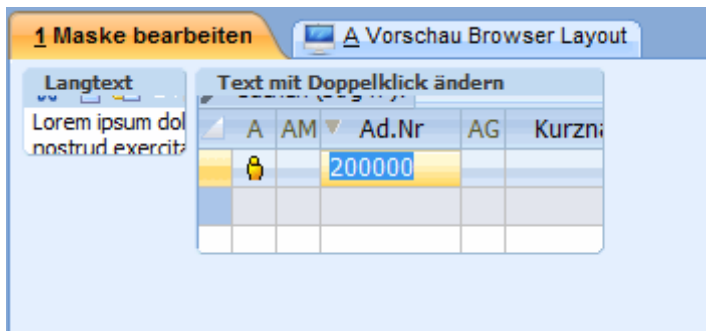 1 Maske bearbeiten
A Vorschau Browser Layout
Langtext
Text mit Doppelklick ändern
Lorem ipsum dol
nostrud exercita
A AM Ad.Nr AG Kurzna
200000